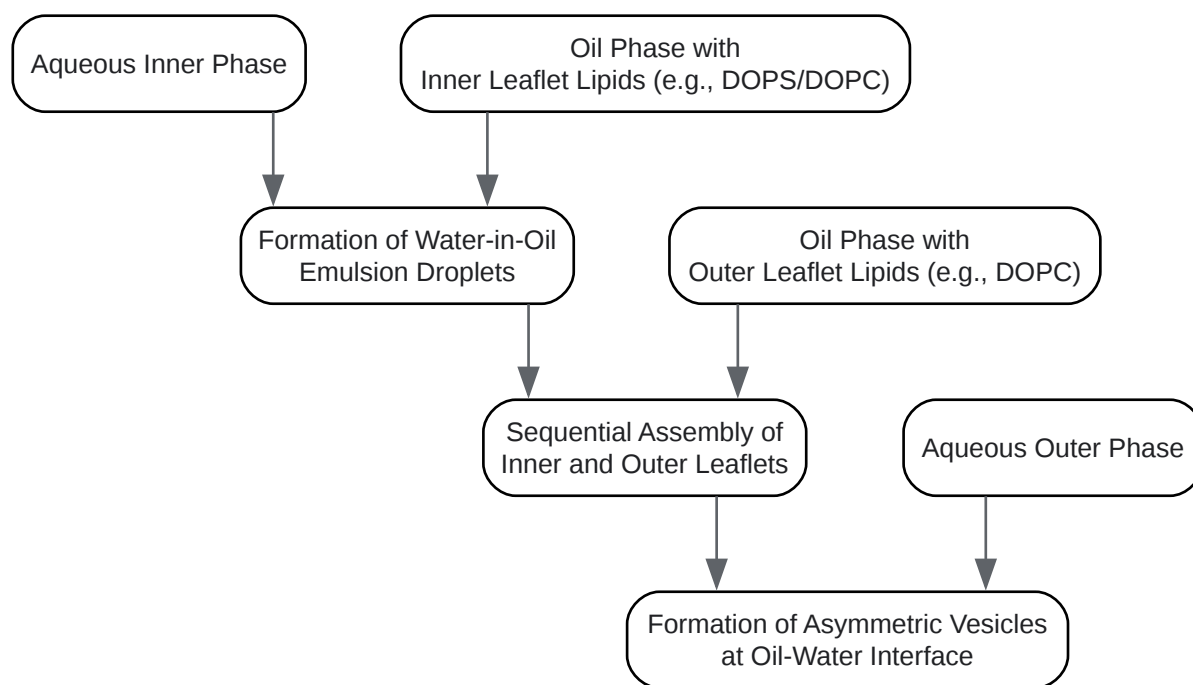 Aqueous Inner Phase
Oil Phase with
Inner Leaflet Lipids (e.g., DOPS/DOPC)
Formation of Water-in-Oil
Emulsion Droplets
Oil Phase with
Outer Leaflet Lipids (e.g., DOPC)
Sequential Assembly of
Inner and Outer Leaflets
Aqueous Outer Phase
Formation of Asymmetric Vesicles
at Oil-Water Interface